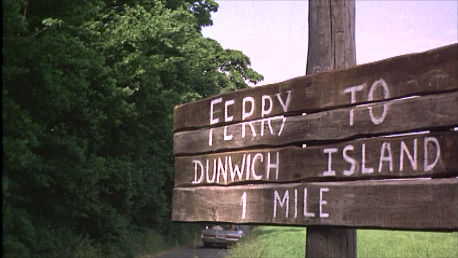 FERRY TO
DUNWICH ISLAND
1 MILE